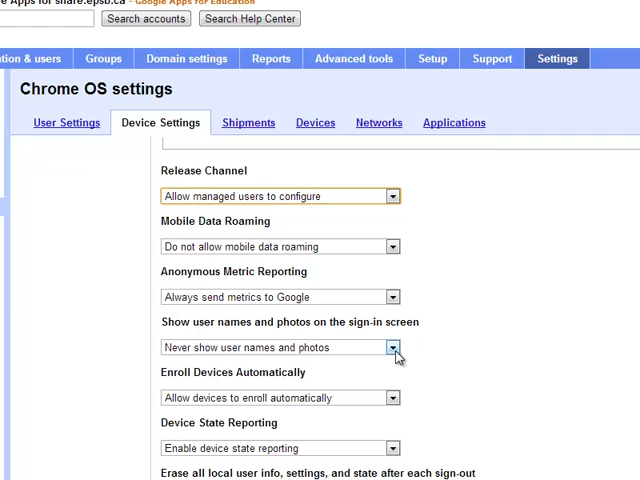 Apps for share.epsb.ca - Google Apps for Education
Search accounts Search Help Center
& users Groups Domain settings Reports Advanced tools Setup Support Settings
Chrome OS settings
User Settings Device Settings Shipments Devices Networks Applications
Release Channel
Allow managed users to configure
Mobile Data Roaming
Do not allow mobile data roaming
Anonymous Metric Reporting
Always send metrics to Google
Show user names and photos on the sign-in screen
Never show user names and photos
Enroll Devices Automatically
Allow devices to enroll automatically
Device State Reporting
Enable device state reporting
Erase all local user info, settings, and state after each sign-out